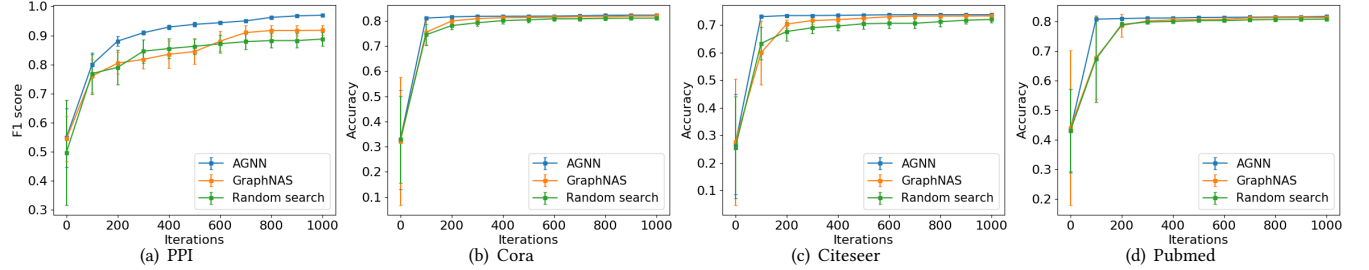 1.0
0.9
0.8
0.7
0.6
0.5
0.4
0.3
F1 score
AGNN
GraphNAS
Random search
0 200 400 600 800 1000
Iterations
(a) PPI
0.8
0.7
0.6
0.5
0.4
0.3
0.2
0.1
Accuracy
AGNN
GraphNAS
Random search
0 200 400 600 800 1000
Iterations
(b) Cora
0.7
0.6
0.5
0.4
0.3
0.2
0.1
Accuracy
AGNN
GraphNAS
Random search
0 200 400 600 800 1000
Iterations
(c) Citeseer
0.8
0.7
0.6
0.5
0.4
0.3
0.2
Accuracy
AGNN
GraphNAS
Random search
0 200 400 600 800 1000
Iterations
(d) Pubmed